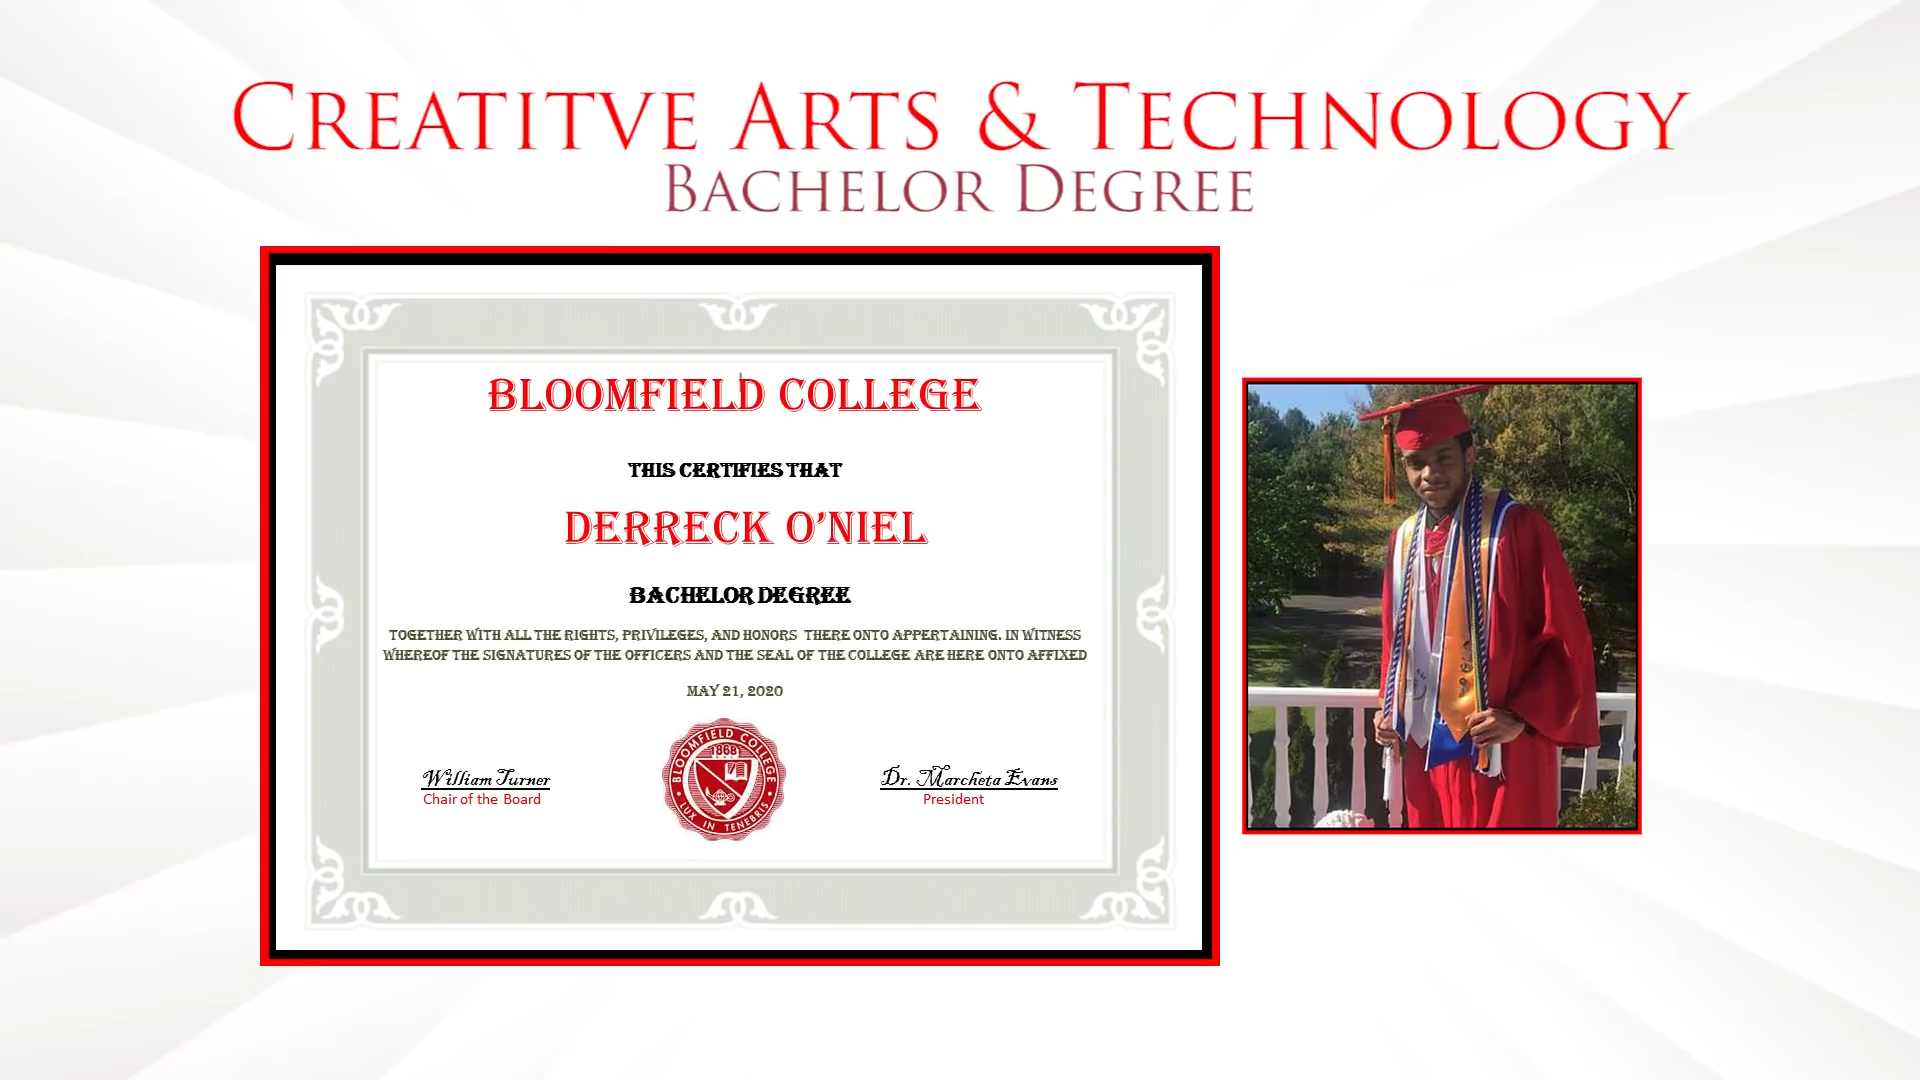 CREATITVE ARTS & TECHNOLOGY
BACHELOR DEGREE
BLOOMFIELD COLLEGE
THIS CERTIFIES THAT
DERRECK O'NIEL
BACHELOR DEGREE
TOGETHER WITH ALL THE RIGHTS, PRIVILEGES, AND HONORS THERE ONTO APPERTAINING. IN WITNESS
WHEREOF THE SIGNATURES OF THE OFFICERS AND THE SEAL OF THE COLLEGE ARE HERE ONTO AFFIXED
MAY 21, 2020
William Turner
Chair of the Board
BLOOMFIELD COLLEGE
1868
LUX IN TENEBRIS
Dr. Marcheta Evans
President